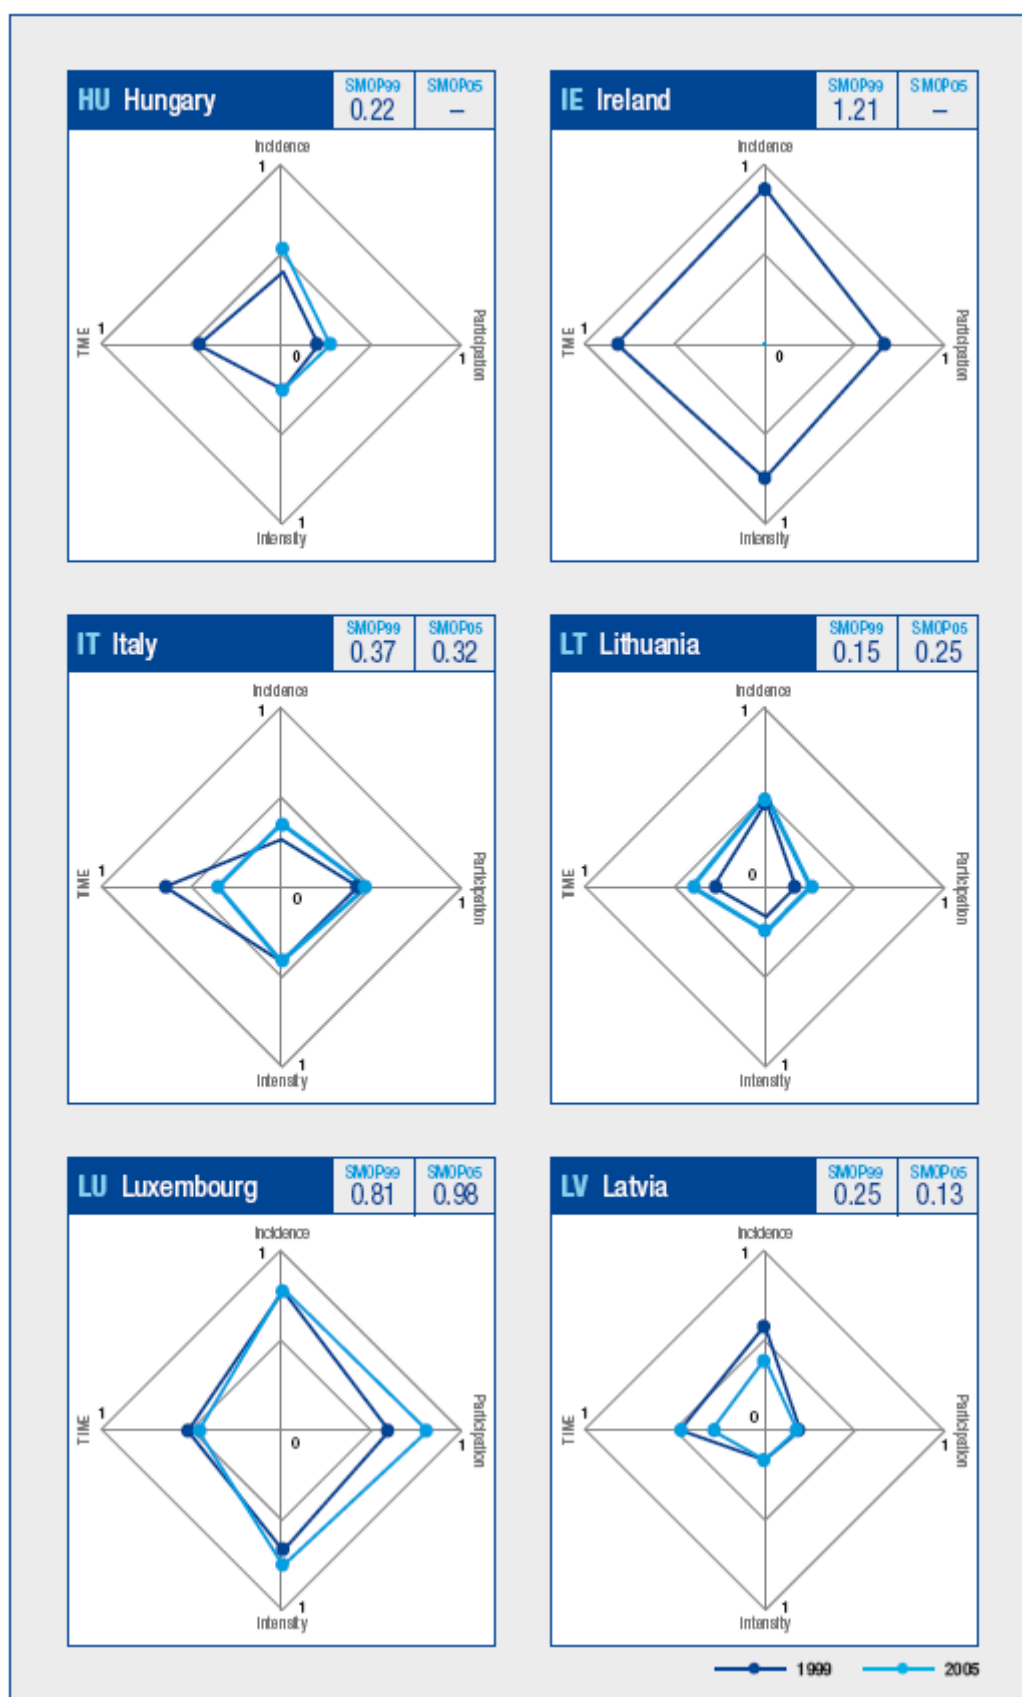 HU Hungary SMOP99 0.22 SMOP05 –
Incidence
1
TIME 1
0
Participation
1
1
Intensity
IE Ireland SMOP99 1.21 SMOP05 –
Incidence
1
TIME 1
0
Participation
1
1
Intensity
IT Italy SMOP99 0.37 SMOP05 0.32
Incidence
1
TIME 1
0
Participation
1
1
Intensity
LT Lithuania SMOP99 0.15 SMOP05 0.25
Incidence
1
TIME 1
0
Participation
1
1
Intensity
LU Luxembourg SMOP99 0.81 SMOP05 0.98
Incidence
1
TIME 1
0
Participation
1
1
Intensity
LV Latvia SMOP99 0.25 SMOP05 0.13
Incidence
1
TIME 1
0
Participation
1
1
Intensity
1999 2005